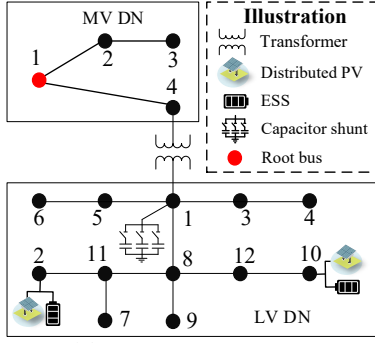 MV DN
1
2
3
4
Illustration
Transformer
Distributed PV
ESS
Capacitor shunt
Root bus
6
5
1
3
4
2
11
8
12
10
7
9
LV DN